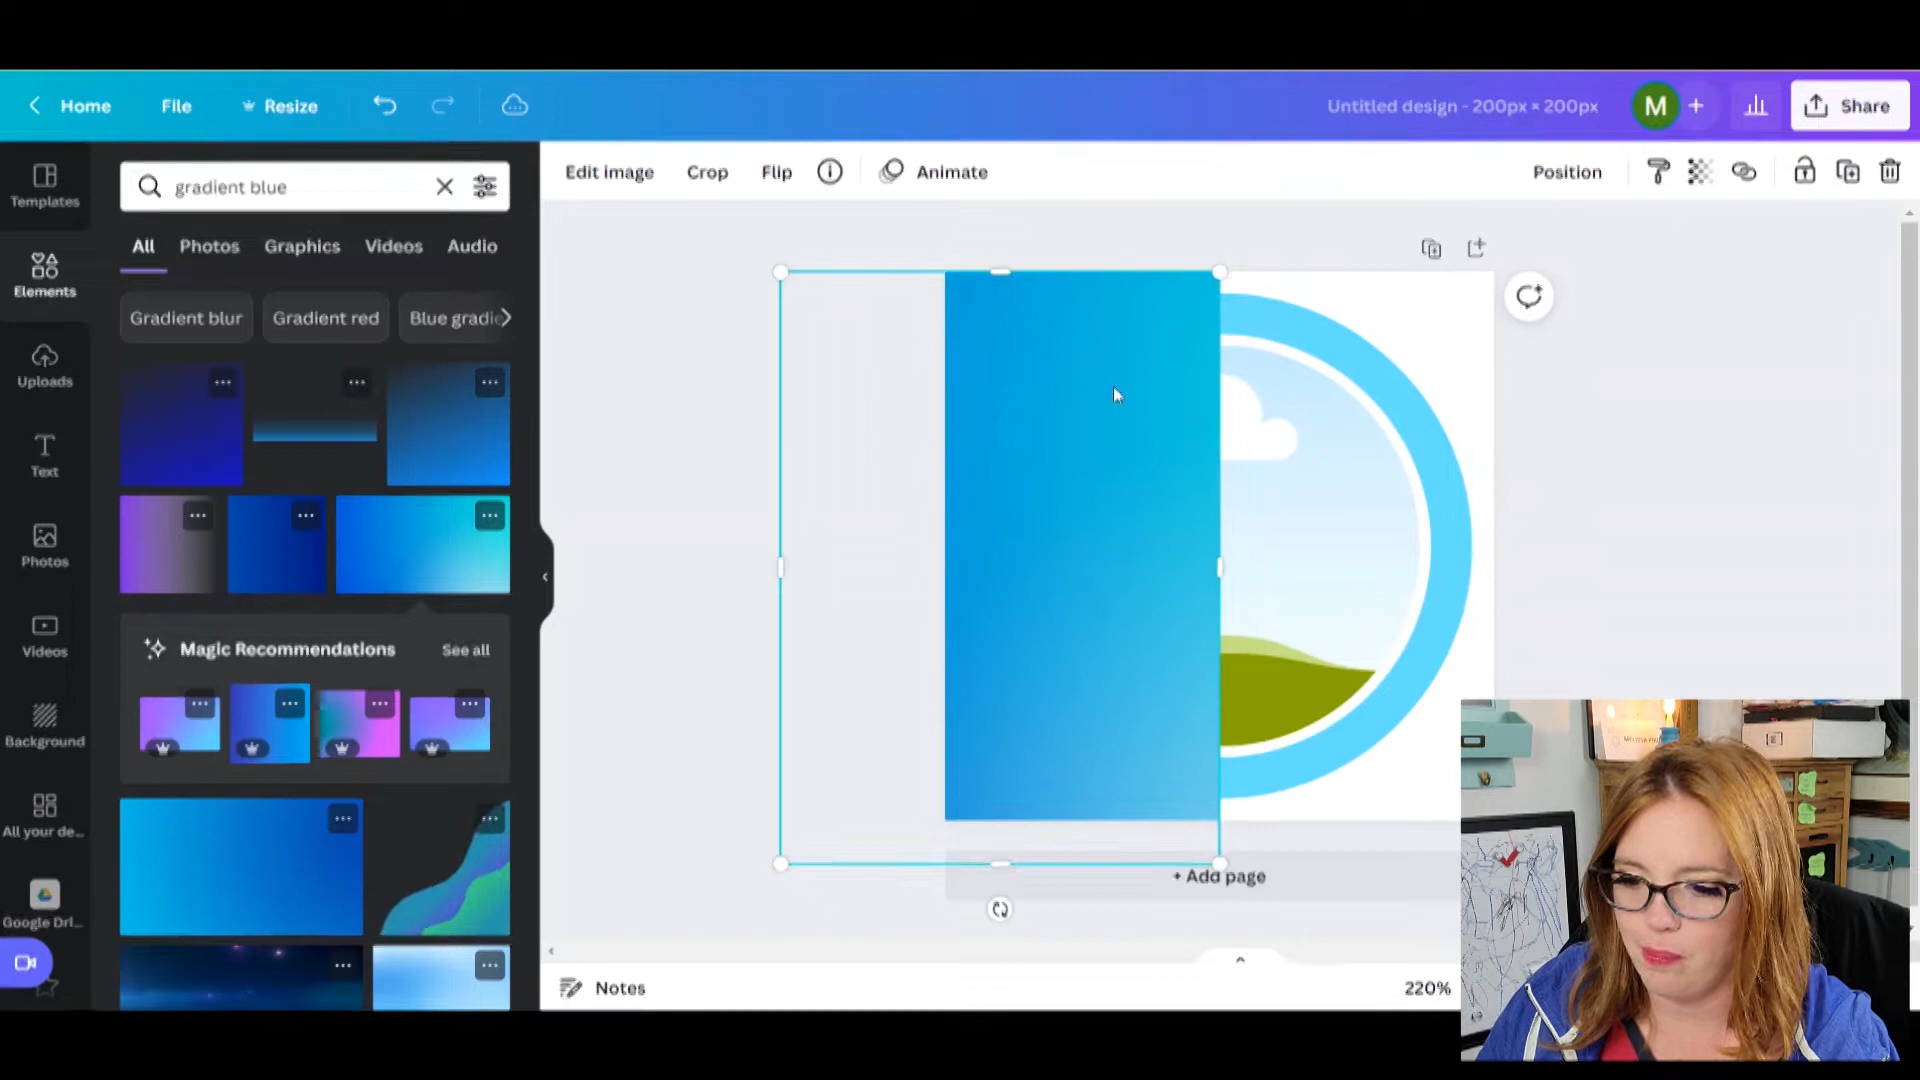 Home
File
Resize
Untitled design - 200px × 200px
M
Share
Templates
Elements
Uploads
Text
Photos
Videos
Background
All your de...
Google Dri...
gradient blue
All
Photos
Graphics
Videos
Audio
Gradient blur
Gradient red
Blue gradie
Magic Recommendations
See all
Edit image
Crop
Flip
Animate
Position
+ Add page
Notes
220%